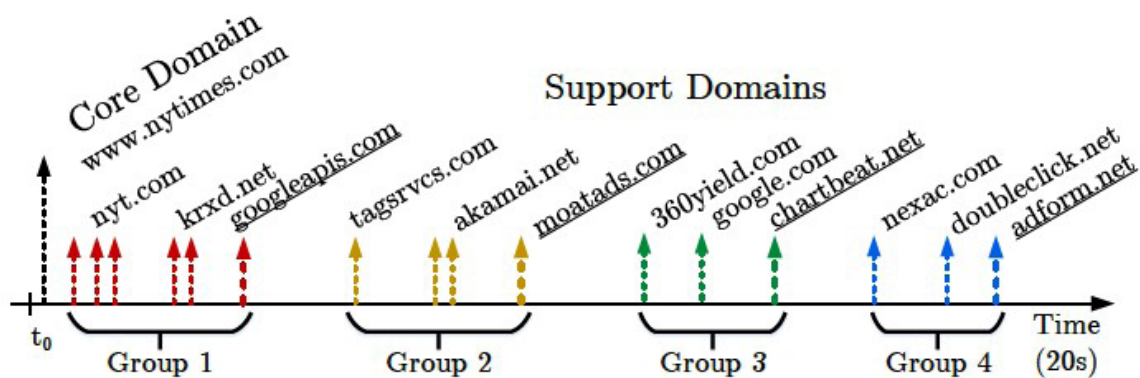 Core Domain
www.nytimes.com
Support Domains
nyt.com
krxd.net
googleapis.com
tagsrvcs.com
akamai.net
moatads.com
360yield.com
google.com
chartbeat.net
nexac.com
doubleclick.net
adform.net
t₀
Time
(20s)
Group 1
Group 2
Group 3
Group 4